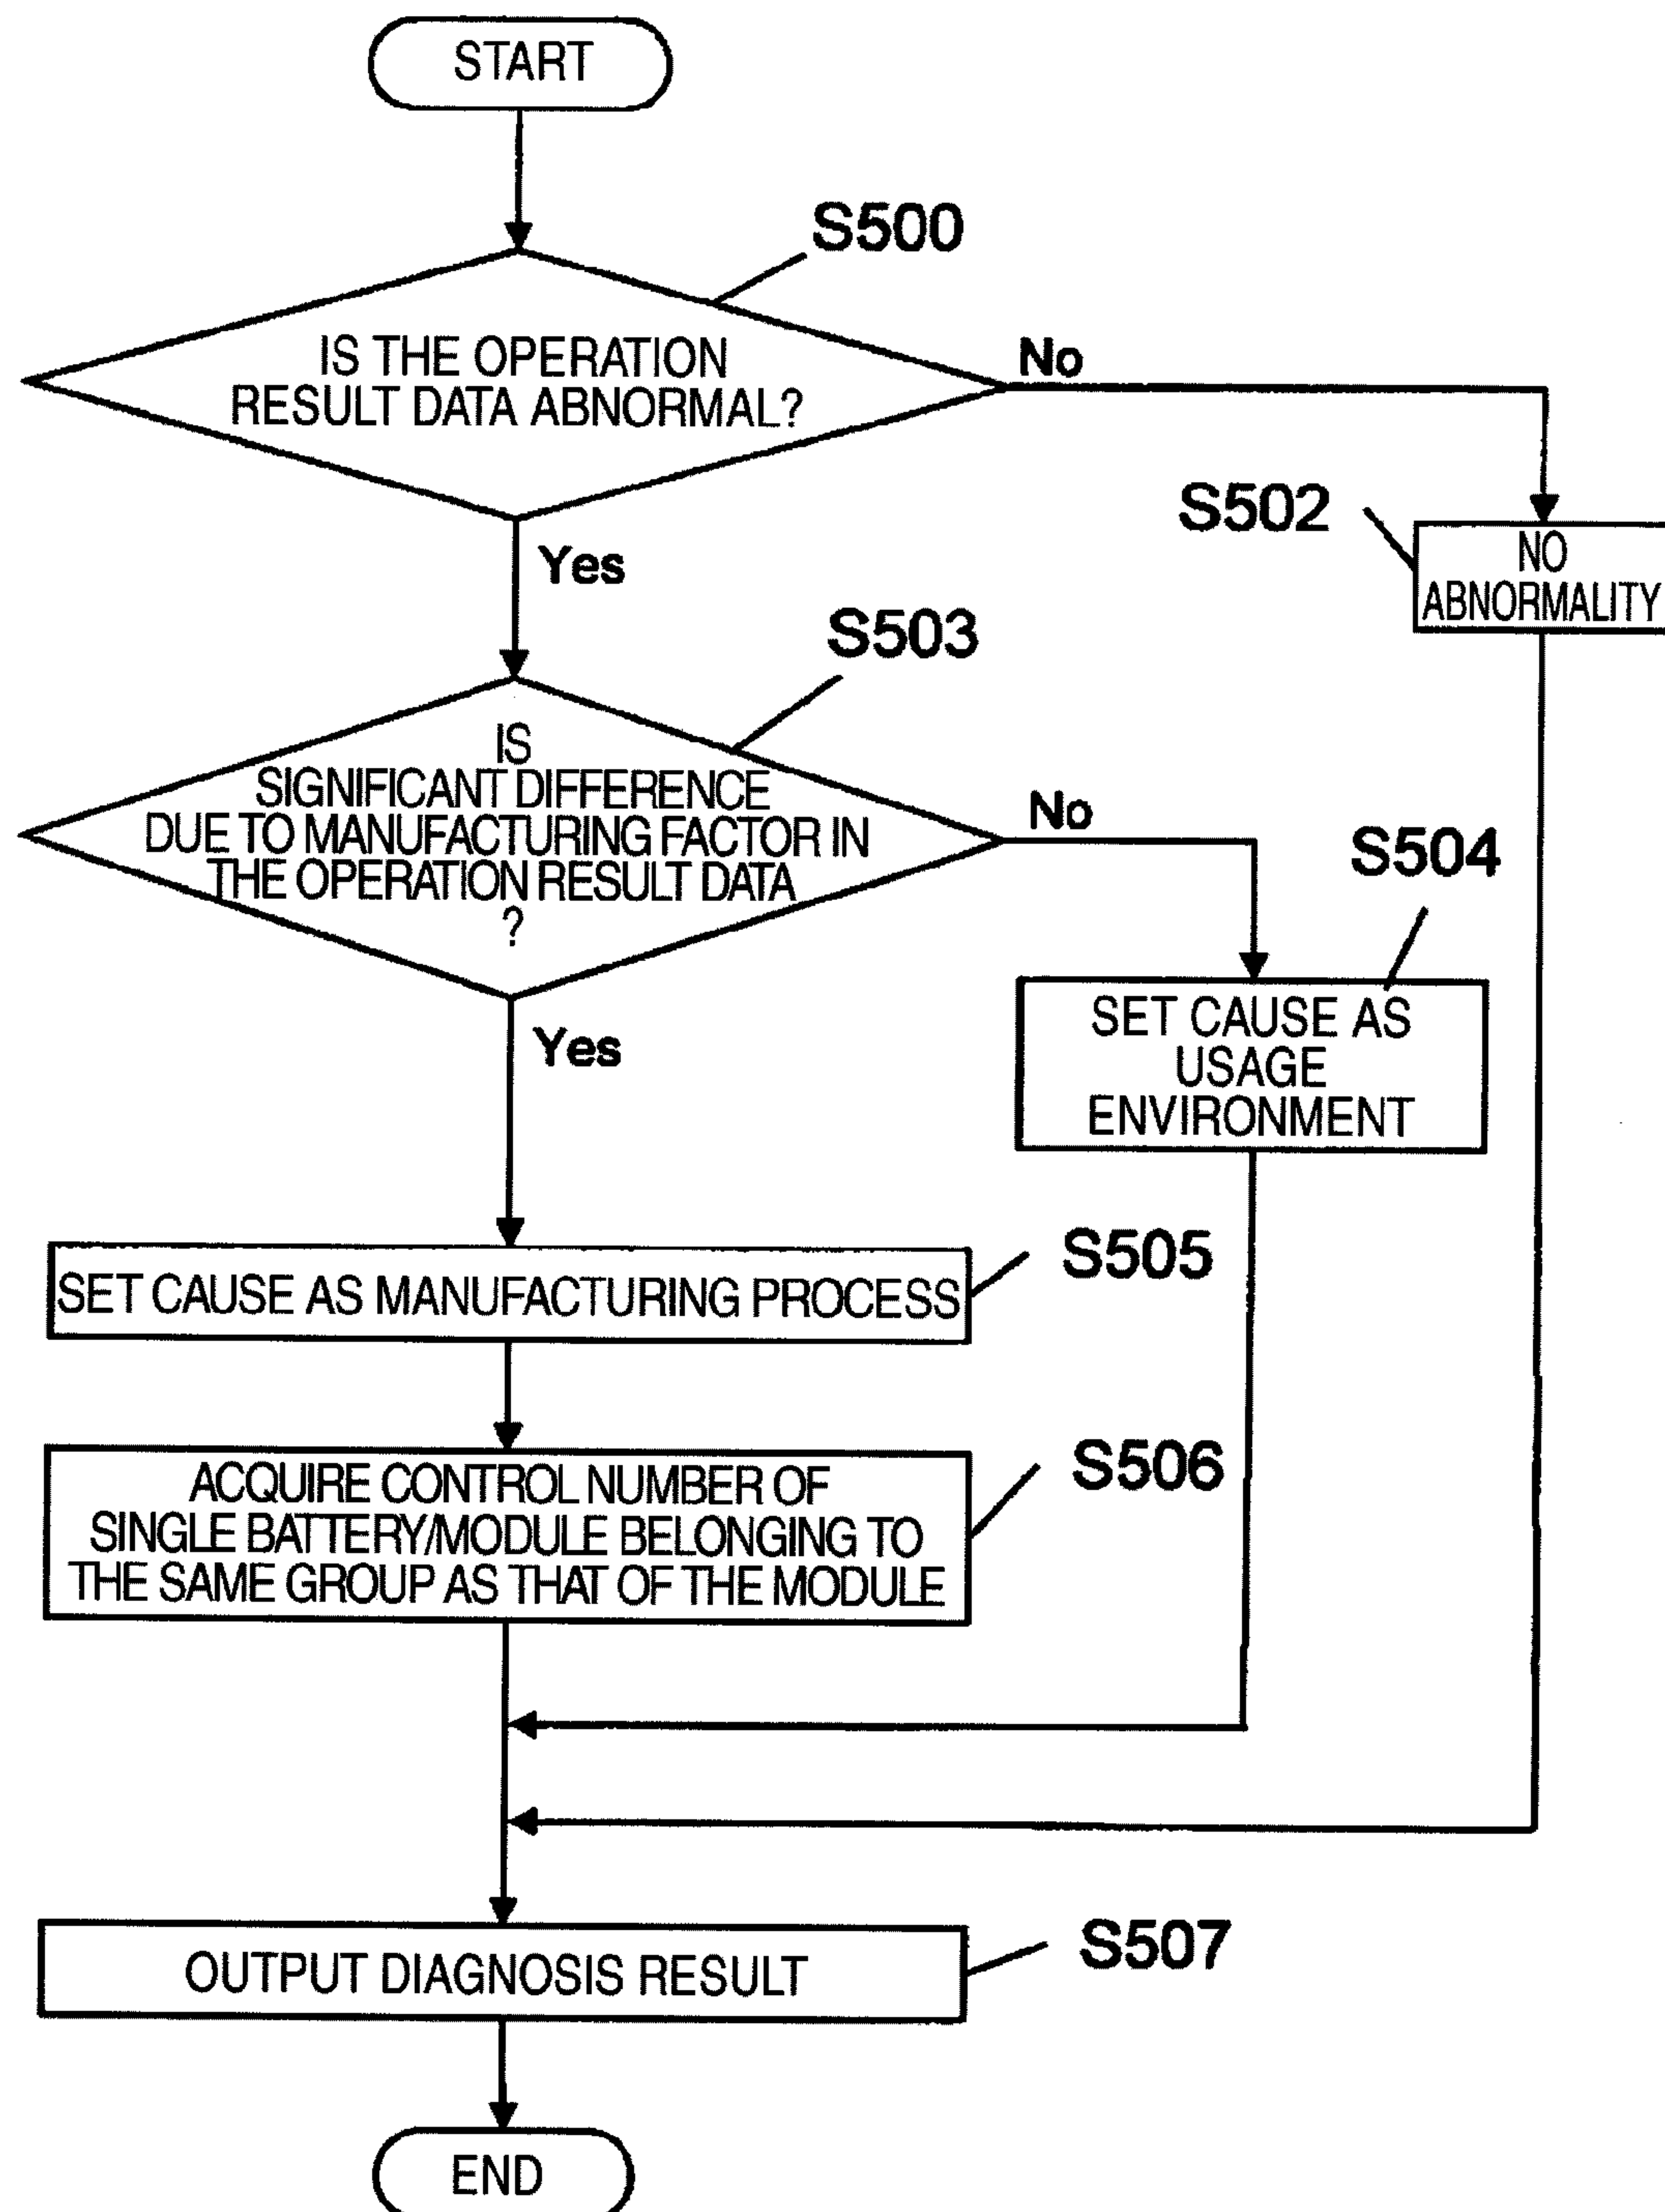 START
S500
IS THE OPERATION
RESULT DATA ABNORMAL?
No
S502
NO
ABNORMALITY
Yes
S503
IS
SIGNIFICANT DIFFERENCE
DUE TO MANUFACTURING FACTOR IN
THE OPERATION RESULT DATA
?
No
S504
SET CAUSE AS
USAGE
ENVIRONMENT
Yes
S505
SET CAUSE AS MANUFACTURING PROCESS
S506
ACQUIRE CONTROL NUMBER OF
SINGLE BATTERY/MODULE BELONGING TO
THE SAME GROUP AS THAT OF THE MODULE
S507
OUTPUT DIAGNOSIS RESULT
END